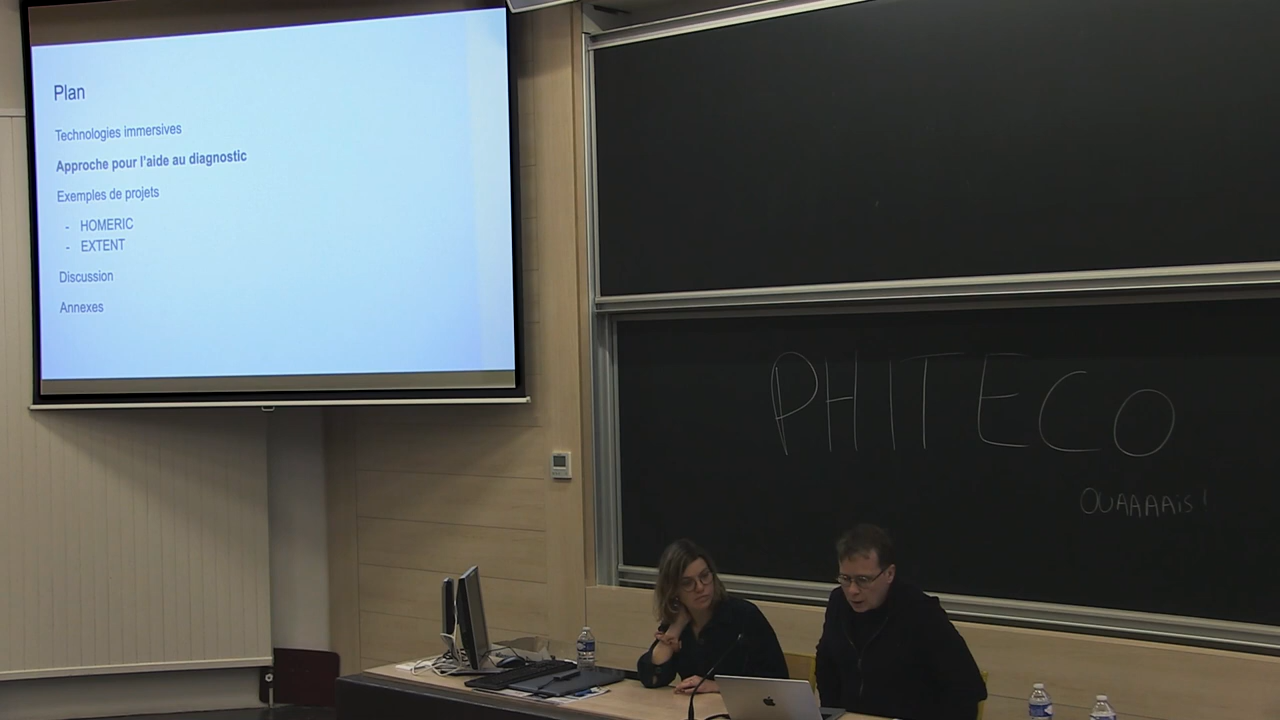 Plan
Technologies immersives
Approche pour l'aide au diagnostic
Exemples de projets
- HOMERIC
- EXTENT
Discussion
Annexes
PHITECO
OUAAAAis !